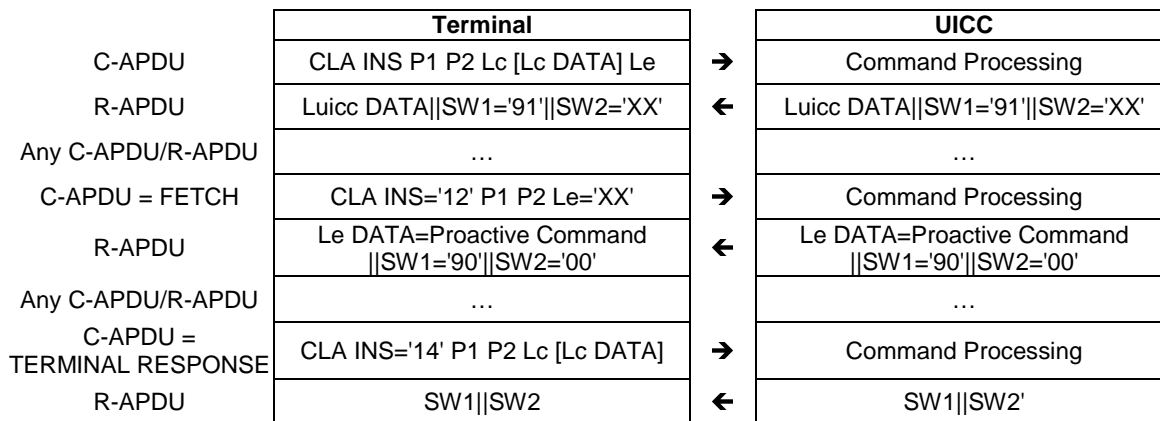 Terminal UICC
C-APDU CLA INS P1 P2 Lc [Lc DATA] Le ➔ Command Processing
R-APDU Luicc DATA||SW1='91'||SW2='XX' 🡸 Luicc DATA||SW1='91'||SW2='XX'
Any C-APDU/R-APDU … …
C-APDU = FETCH CLA INS='12' P1 P2 Le='XX' ➔ Command Processing
R-APDU Le DATA=Proactive Command
||SW1='90'||SW2='00' 🡸 Le DATA=Proactive Command
||SW1='90'||SW2='00'
Any C-APDU/R-APDU … …
C-APDU =
TERMINAL RESPONSE CLA INS='14' P1 P2 Lc [Lc DATA] ➔ Command Processing
R-APDU SW1||SW2 🡸 SW1||SW2'